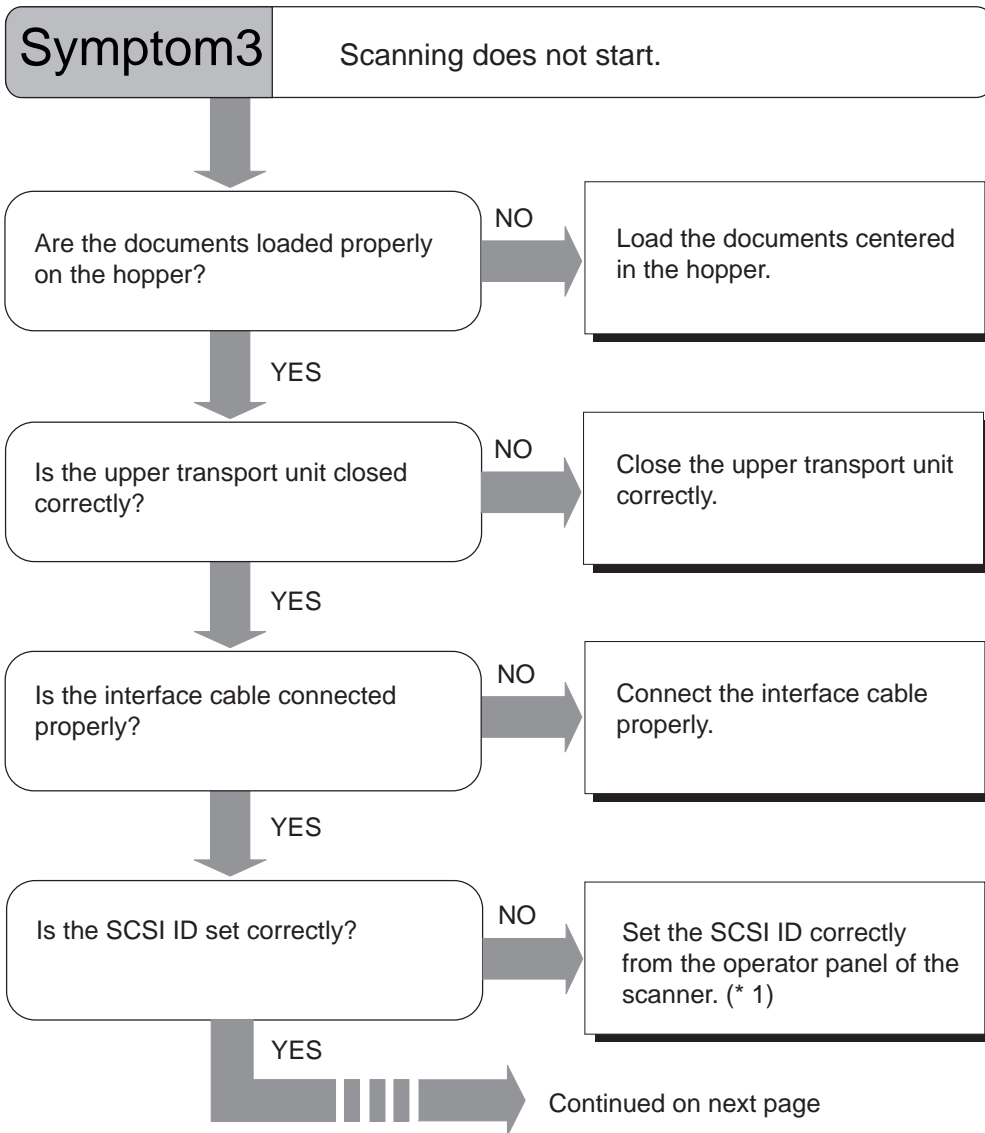 Symptom3
Scanning does not start.
Are the documents loaded properly
on the hopper?
NO
Load the documents centered
in the hopper.
YES
Is the upper transport unit closed
correctly?
NO
Close the upper transport unit
correctly.
YES
Is the interface cable connected
properly?
NO
Connect the interface cable
properly.
YES
Is the SCSI ID set correctly?
NO
Set the SCSI ID correctly
from the operator panel of the
scanner. (* 1)
YES
Continued on next page